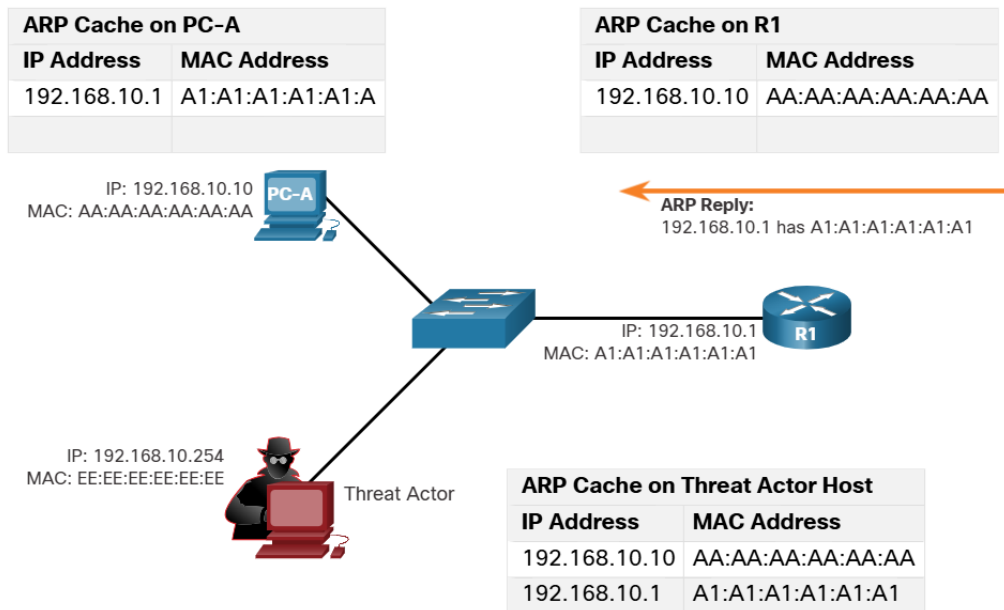 ARP Cache on PC-A
IP Address MAC Address
192.168.10.1 A1:A1:A1:A1:A1:A
ARP Cache on R1
IP Address MAC Address
192.168.10.10 AA:AA:AA:AA:AA:AA
IP: 192.168.10.10
MAC: AA:AA:AA:AA:AA:AA
PC-A
ARP Reply:
192.168.10.1 has A1:A1:A1:A1:A1:A1
IP: 192.168.10.1
MAC: A1:A1:A1:A1:A1:A1
R1
IP: 192.168.10.254
MAC: EE:EE:EE:EE:EE:EE
Threat Actor
ARP Cache on Threat Actor Host
IP Address MAC Address
192.168.10.10 AA:AA:AA:AA:AA:AA
192.168.10.1 A1:A1:A1:A1:A1:A1